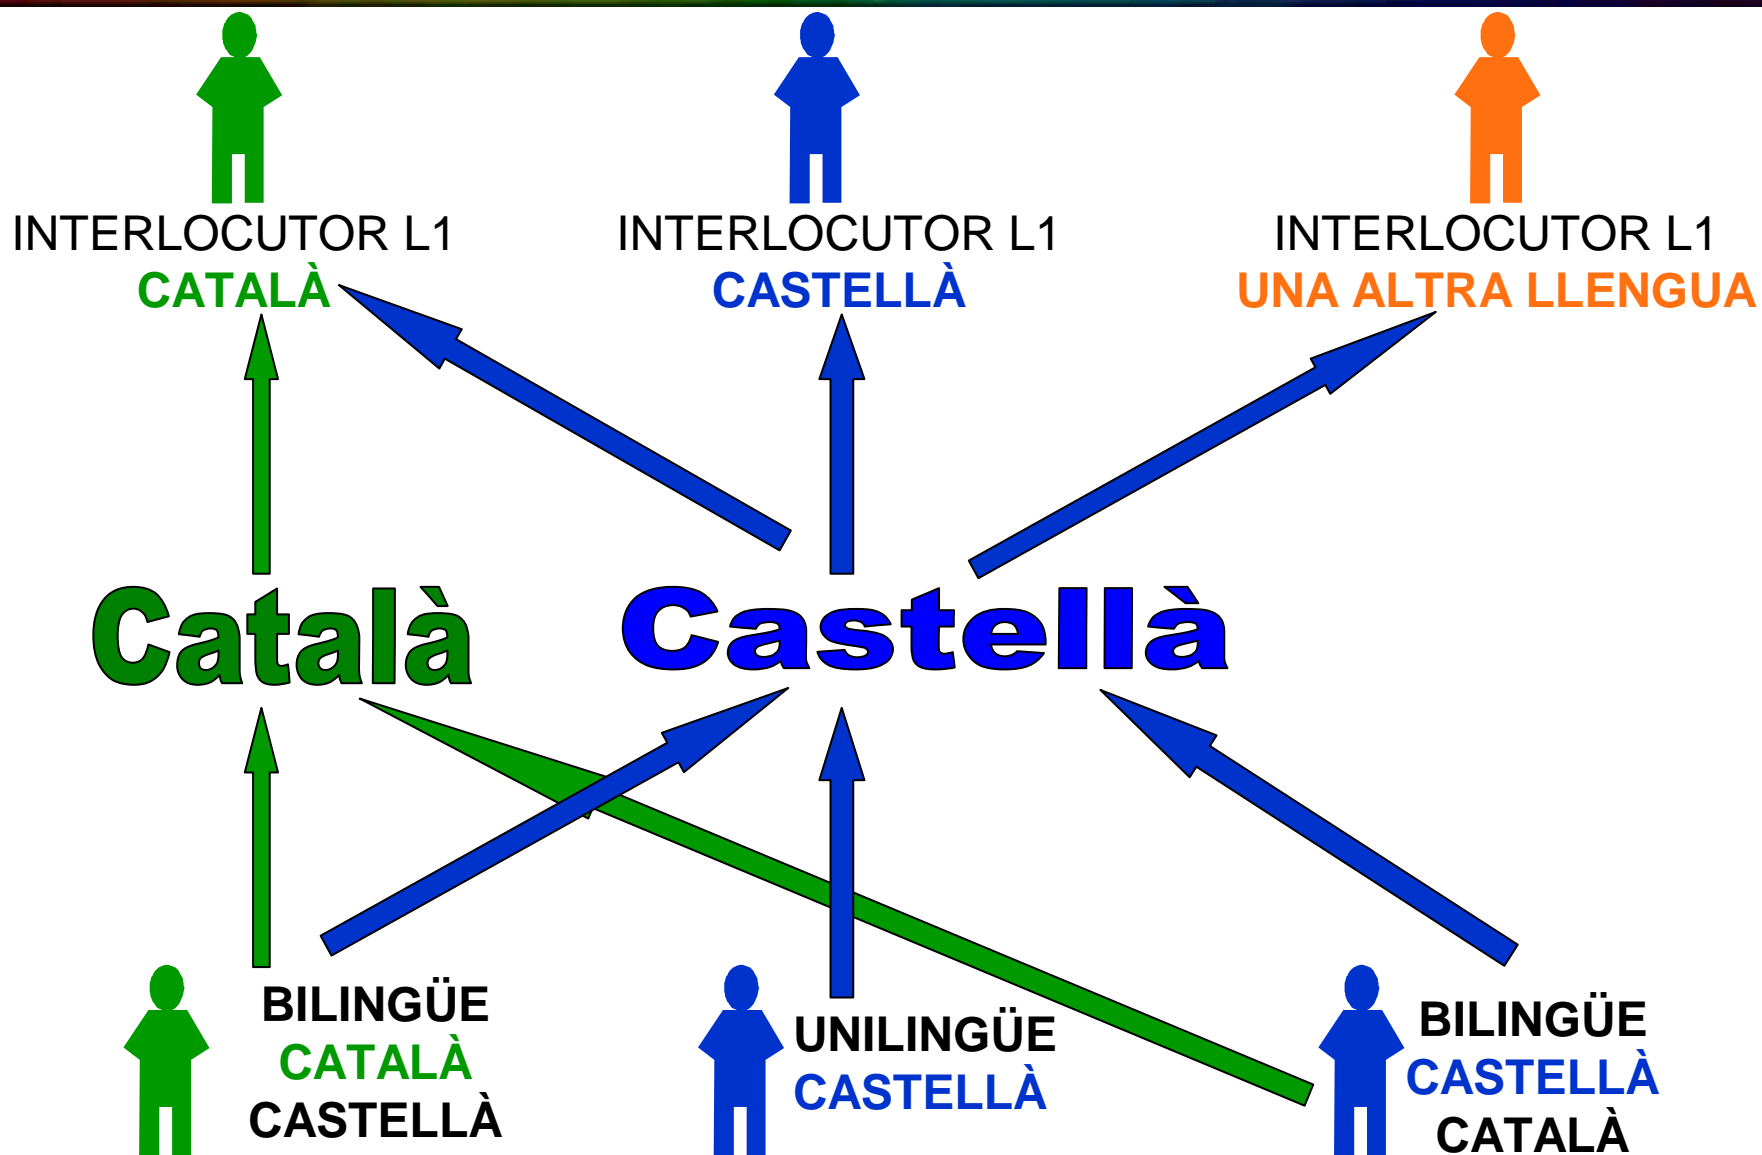 INTERLOCUTOR L1
CATALÀ
INTERLOCUTOR L1
CASTELLÀ
INTERLOCUTOR L1
UNA ALTRA LLENGUA
Català
Castellà
BILINGÜE
CATALÀ
CASTELLÀ
UNILINGÜE
CASTELLÀ
BILINGÜE
CASTELLÀ
CATALÀ